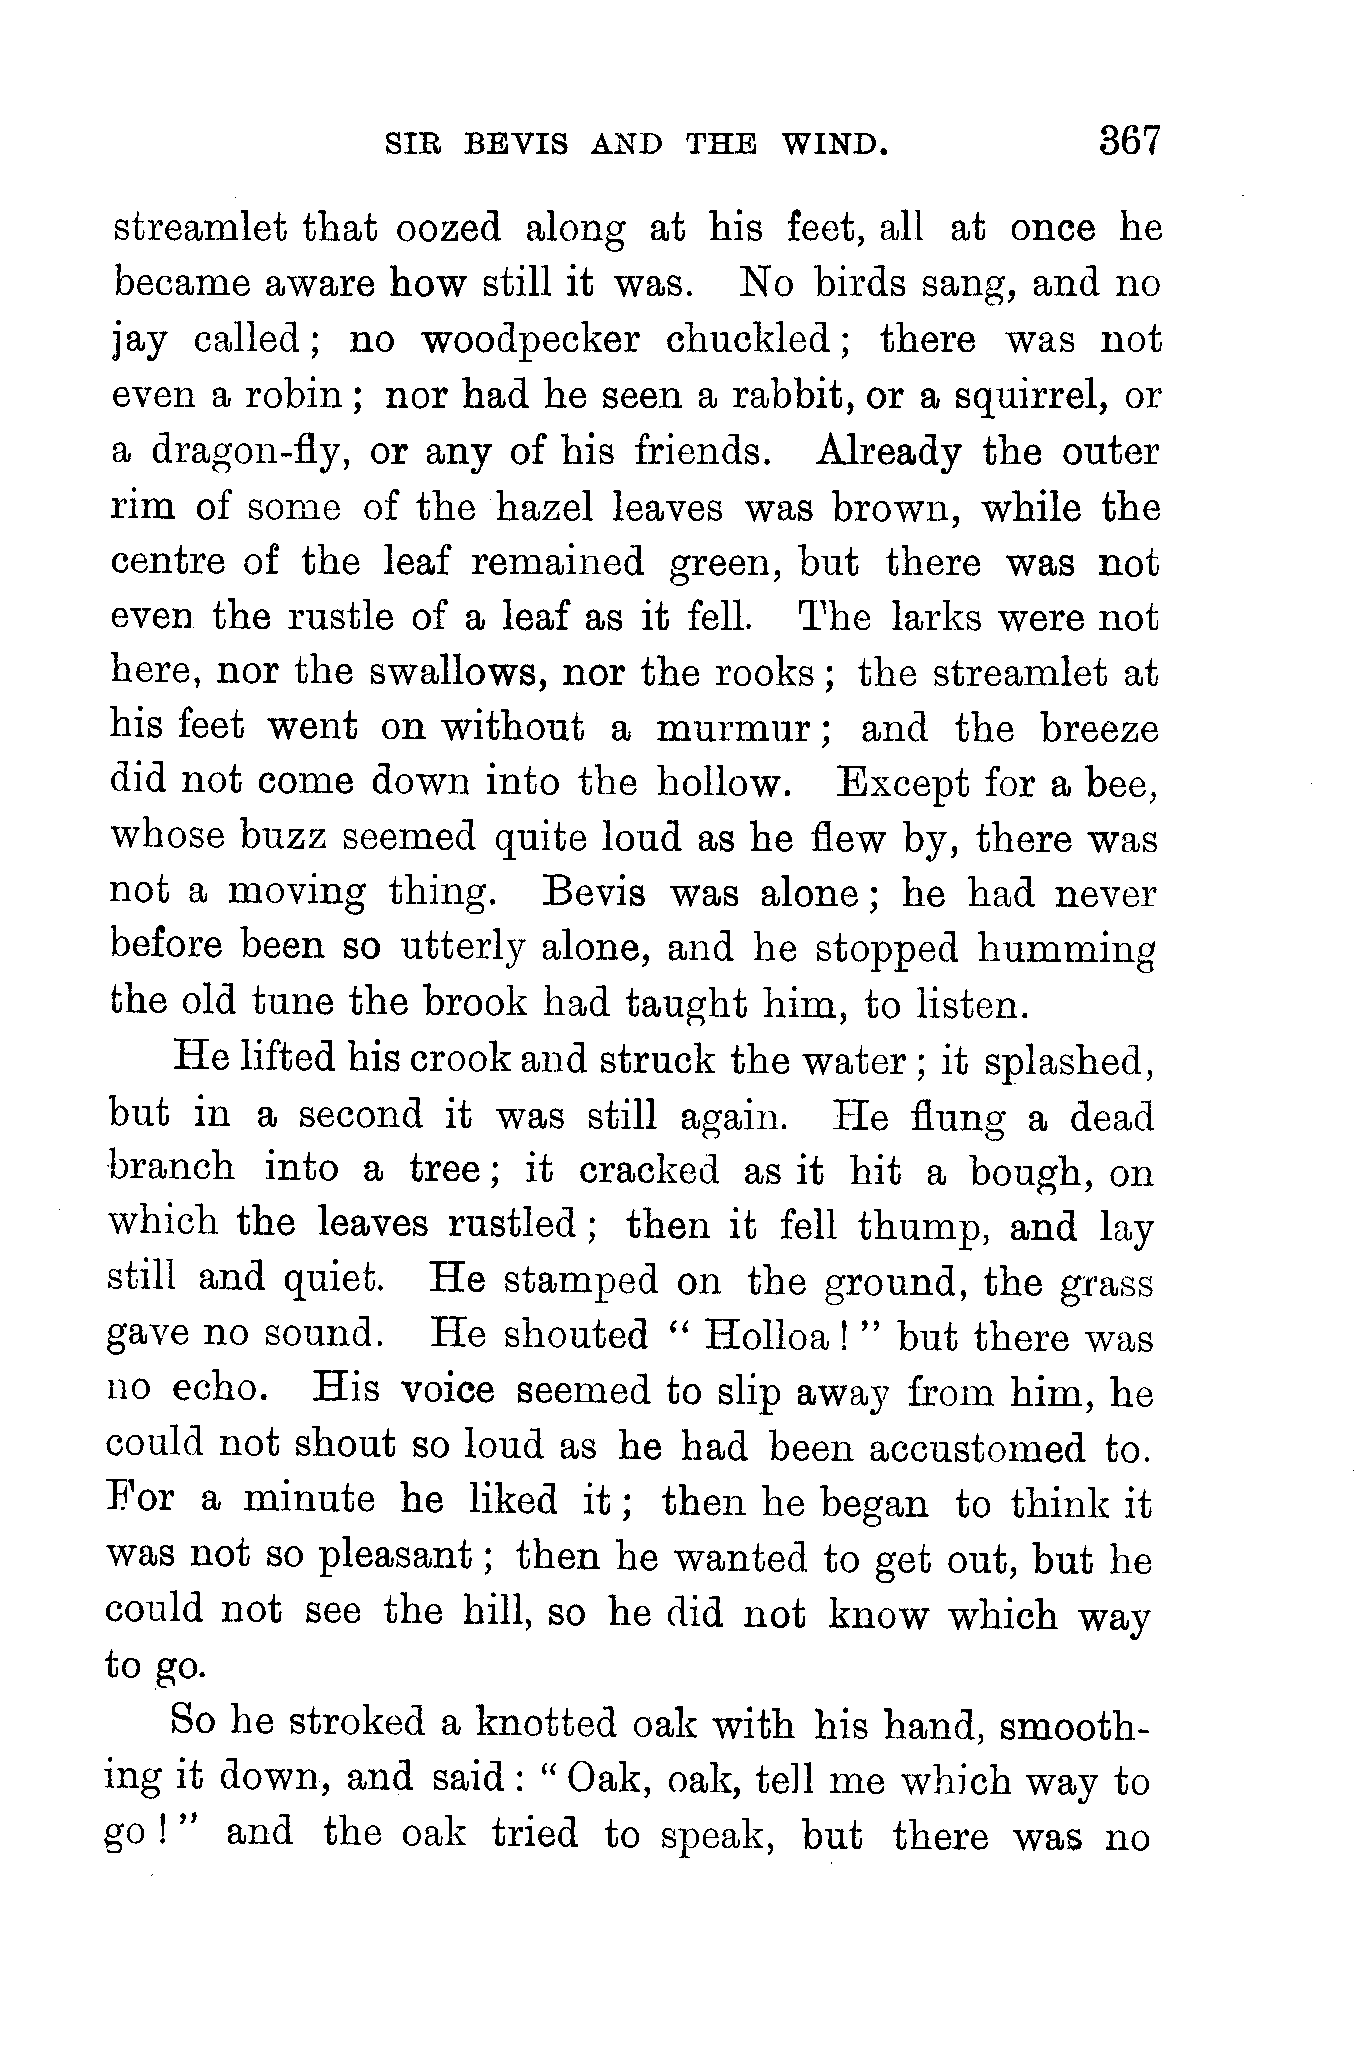 SIR BEVIS AND THE WIND. 367
streamlet that oozed along at his feet, all at once he
became aware how still it was. No birds sang, and no
jay called; no woodpecker chuckled; there was not
even a robin; nor had he seen a rabbit, or a squirrel, or
a dragon-fly, or any of his friends. Already the outer
rim of some of the hazel leaves was brown, while the
centre of the leaf remained green, but there was not
even the rustle of a leaf as it fell. The larks were not
here, nor the swallows, nor the rooks; the streamlet at
his feet went on without a murmur; and the breeze
did not come down into the hollow. Except for a bee,
whose buzz seemed quite loud as he flew by, there was
not a moving thing. Bevis was alone; he had never
before been so utterly alone, and he stopped humming
the old tune the brook had taught him, to listen.
He lifted his crook and struck the water; it splashed,
but in a second it was still again. He flung a dead
branch into a tree; it cracked as it hit a bough, on
which the leaves rustled; then it fell thump, and lay
still and quiet. He stamped on the ground, the grass
gave no sound. He shouted "Holloa!" but there was
no echo. His voice seemed to slip away from him, he
could not shout so loud as he had been accustomed to.
For a minute he liked it; then he began to think it
was not so pleasant; then he wanted to get out, but he
could not see the hill, so he did not know which way
to go.
So he stroked a knotted oak with his hand, smooth-
ing it down, and said: "Oak, oak, tell me which way to
go!" and the oak tried to speak, but there was no